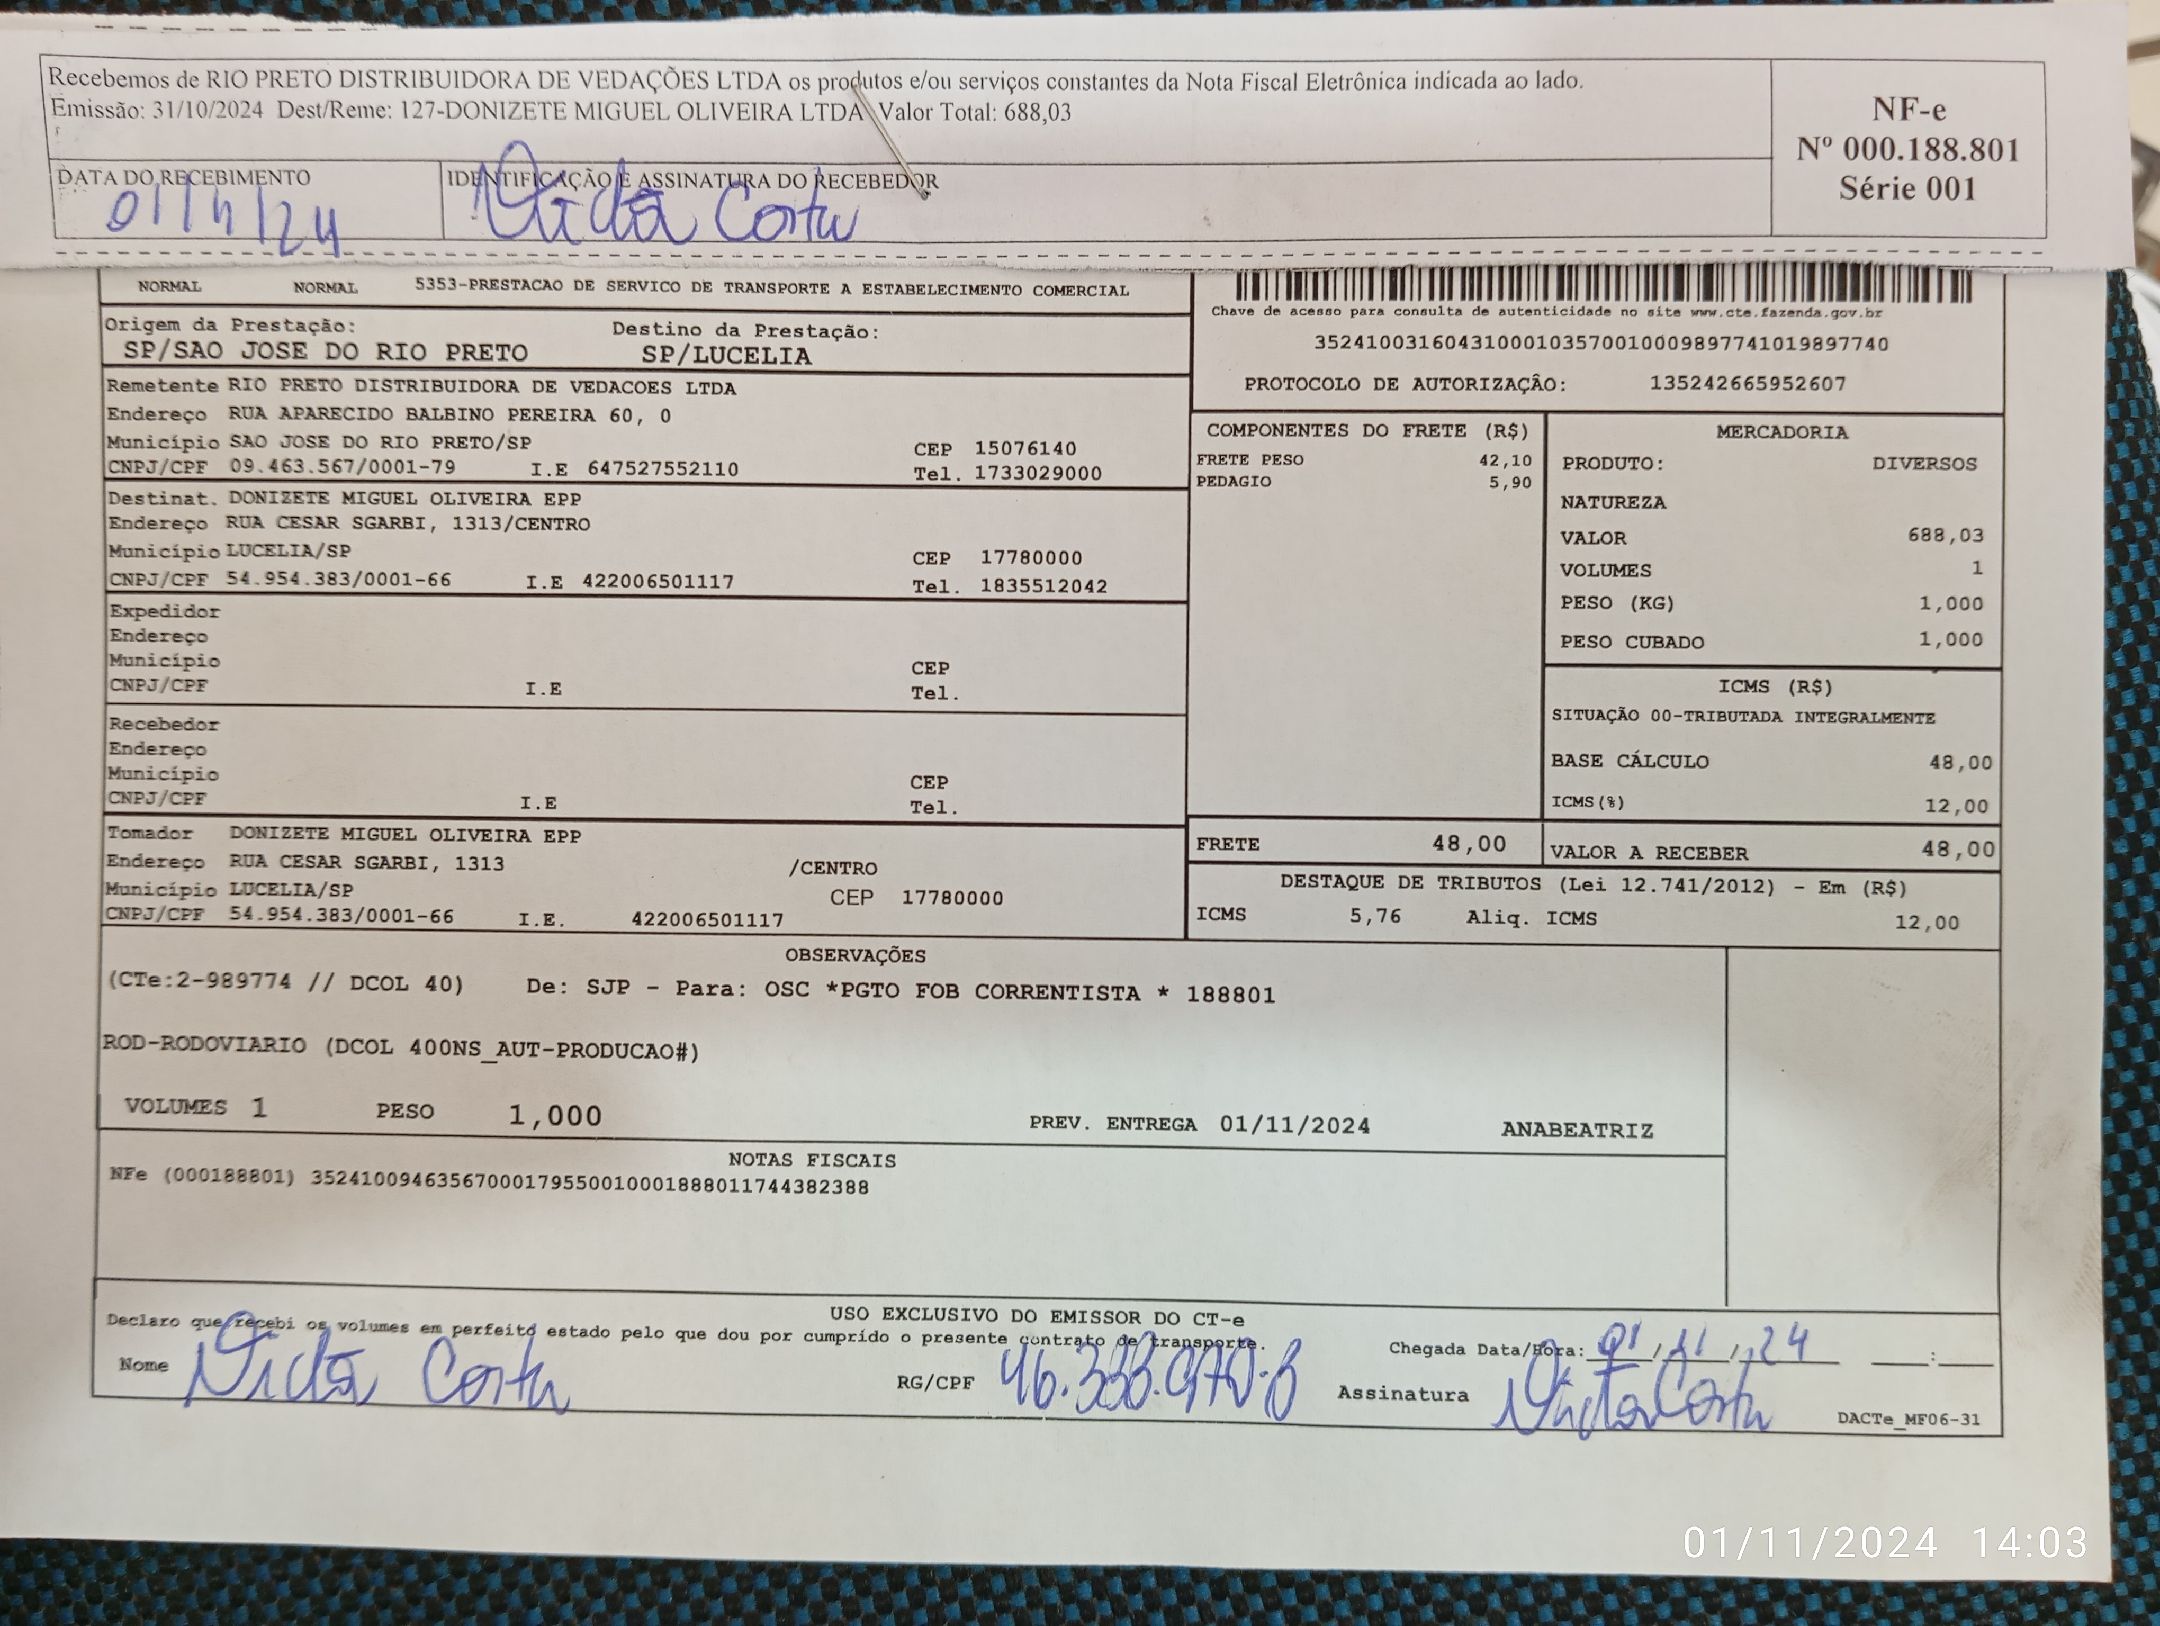 Recebemos de RIO PRETO DISTRIBUIDORA DE VEDAÇÕES LTDA os produtos e/ou serviços constantes da Nota Fiscal Eletrônica indicada ao lado.
Emissão: 31/10/2024 Dest/Reme: 127-DONIZETE MIGUEL OLIVEIRA LTDA Valor Total: 688,03
NF-e
Nº 000.188.801
Série 001
DATA DO RECEBIMENTO
01/11/24
IDENTIFICAÇÃO E ASSINATURA DO RECEBEDOR
NORMAL NORMAL 5353-PRESTACAO DE SERVICO DE TRANSPORTE A ESTABELECIMENTO COMERCIAL
Chave de acesso para consulta de autenticidade no site www.cte.fazenda.gov.br
35241003160431000103570010009897741019897740
PROTOCOLO DE AUTORIZAÇÃO: 135242665952607
Origem da Prestação: Destino da Prestação:
SP/SAO JOSE DO RIO PRETO SP/LUCELIA
Remetente RIO PRETO DISTRIBUIDORA DE VEDACOES LTDA
Endereço RUA APARECIDO BALBINO PEREIRA 60, 0
Município SAO JOSE DO RIO PRETO/SP CEP 15076140
CNPJ/CPF 09.463.567/0001-79 I.E 647527552110 Tel. 1733029000
Destinat. DONIZETE MIGUEL OLIVEIRA EPP
Endereço RUA CESAR SGARBI, 1313/CENTRO
Município LUCELIA/SP CEP 17780000
CNPJ/CPF 54.954.383/0001-66 I.E 422006501117 Tel. 1835512042
Expedidor
Endereço
Município CEP
CNPJ/CPF I.E Tel.
Recebedor
Endereço
Município CEP
CNPJ/CPF I.E Tel.
Tomador DONIZETE MIGUEL OLIVEIRA EPP
Endereço RUA CESAR SGARBI, 1313 /CENTRO
Município LUCELIA/SP CEP 17780000
CNPJ/CPF 54.954.383/0001-66 I.E. 422006501117
COMPONENTES DO FRETE (R$)
FRETE PESO 42,10
PEDAGIO 5,90
MERCADORIA
PRODUTO: DIVERSOS
NATUREZA
VALOR 688,03
VOLUMES 1
PESO (KG) 1,000
PESO CUBADO 1,000
ICMS (R$)
SITUAÇÃO 00-TRIBUTADA INTEGRALMENTE
BASE CÁLCULO 48,00
ICMS(%) 12,00
FRETE 48,00 VALOR A RECEBER 48,00
DESTAQUE DE TRIBUTOS (Lei 12.741/2012) - Em (R$)
ICMS 5,76 Aliq. ICMS 12,00
OBSERVAÇÕES
(CTe:2-989774 // DCOL 40) De: SJP - Para: OSC *PGTO FOB CORRENTISTA * 188801
ROD-RODOVIARIO (DCOL 400NS_AUT-PRODUCAO#)
VOLUMES 1 PESO 1,000 PREV. ENTREGA 01/11/2024 ANABEATRIZ
NOTAS FISCAIS
NFe (000188801) 35241009463567000179550010001888011744382388
USO EXCLUSIVO DO EMISSOR DO CT-e
Declaro que recebi os volumes em perfeito estado pelo que dou por cumprido o presente contrato de transporte.
Chegada Data/Hora: 01/11/24 __:__
Nome
RG/CPF
Assinatura
DACTe_MF06-31
01/11/2024 14:03